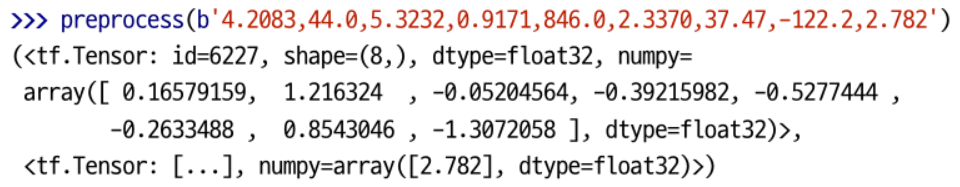 >>> preprocess(b'4.2083,44.0,5.3232,0.9171,846.0,2.3370,37.47,-122.2,2.782')
(<tf.Tensor: id=6227, shape=(8,), dtype=float32, numpy=
array([ 0.16579159, 1.216324 , -0.05204564, -0.39215982, -0.5277444 ,
-0.2633488 , 0.8543046 , -1.3072058 ], dtype=float32)>,
<tf.Tensor: [...], numpy=array([2.782], dtype=float32)>)